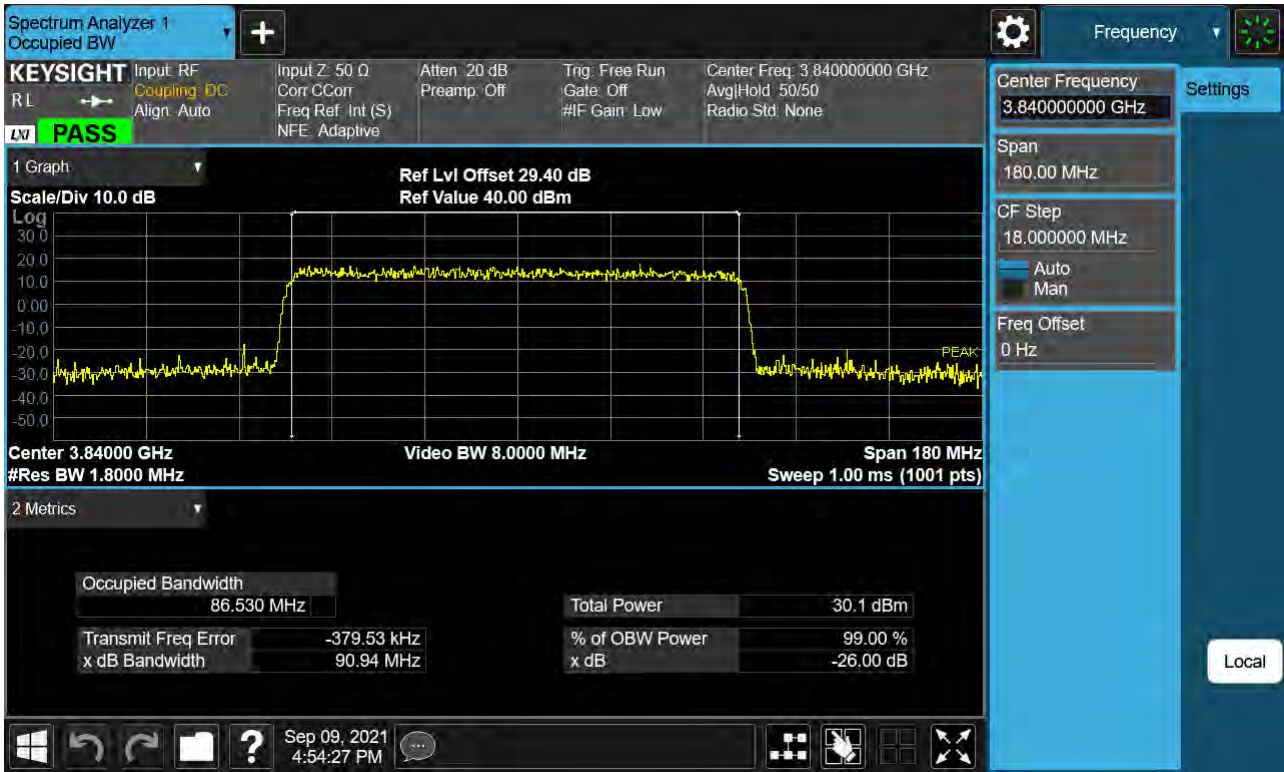 Spectrum Analyzer 1
Occupied BW
+
Frequency
KEYSIGHT
RL
LXI
PASS
Input: RF
Coupling: DC
Align: Auto
Input Z: 50 Ω
Corr CCorr
Freq Ref: Int (S)
NFE: Adaptive
Atten: 20 dB
Preamp: Off
Trig: Free Run
Gate: Off
#IF Gain: Low
Center Freq: 3.840000000 GHz
Avg|Hold: 50/50
Radio Std: None
Center Frequency
3.840000000 GHz
Settings
Span
180.00 MHz
CF Step
18.000000 MHz
Auto
Man
Freq Offset
0 Hz
Local
1 Graph
Scale/Div 10.0 dB
Ref Lvl Offset 29.40 dB
Ref Value 40.00 dBm
Log
30.0
20.0
10.0
0.00
-10.0
-20.0
-30.0
-40.0
-50.0
PEAK
Center 3.84000 GHz
#Res BW 1.8000 MHz
Video BW 8.0000 MHz
Span 180 MHz
Sweep 1.00 ms (1001 pts)
2 Metrics
Occupied Bandwidth
86.530 MHz
Total Power 30.1 dBm
Transmit Freq Error -379.53 kHz
% of OBW Power 99.00 %
x dB Bandwidth 90.94 MHz
x dB -26.00 dB
?
Sep 09, 2021
4:54:27 PM